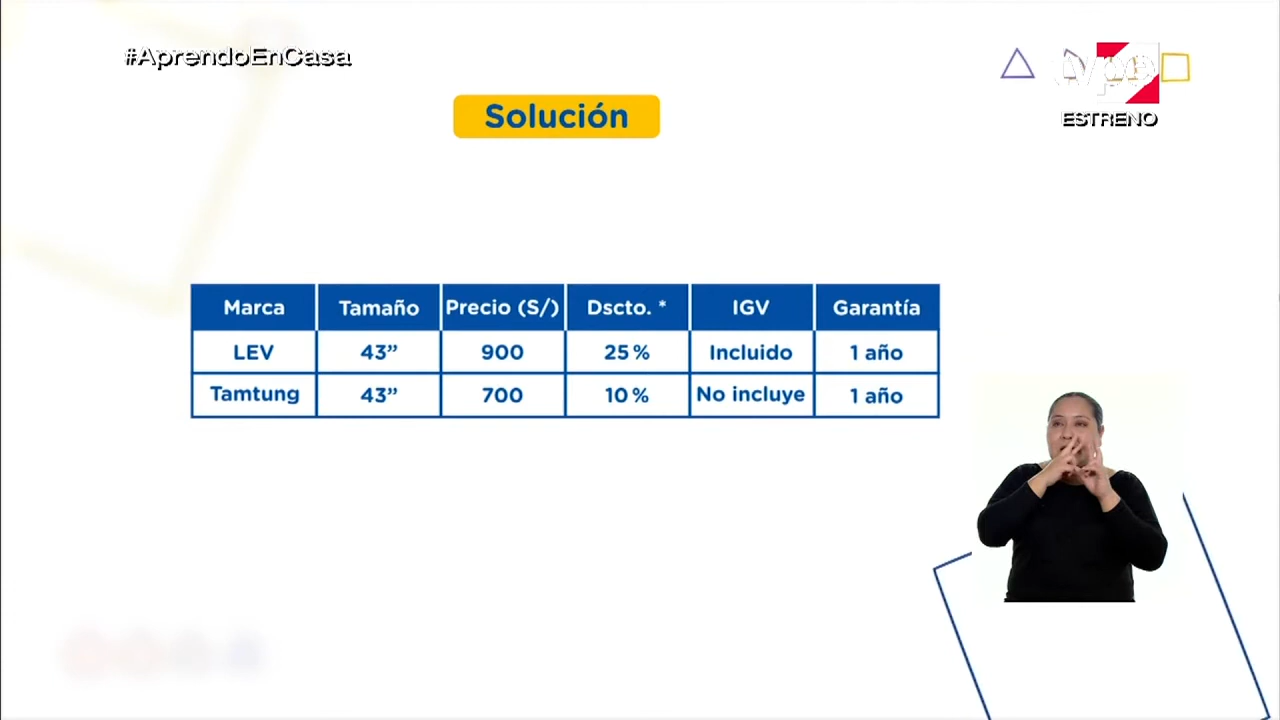 #AprendoEnCasa
tvpe
ESTRENO
Solución
Marca Tamaño Precio (S/) Dscto. * IGV Garantía
LEV 43” 900 25 % Incluido 1 año
Tamtung 43” 700 10 % No incluye 1 año